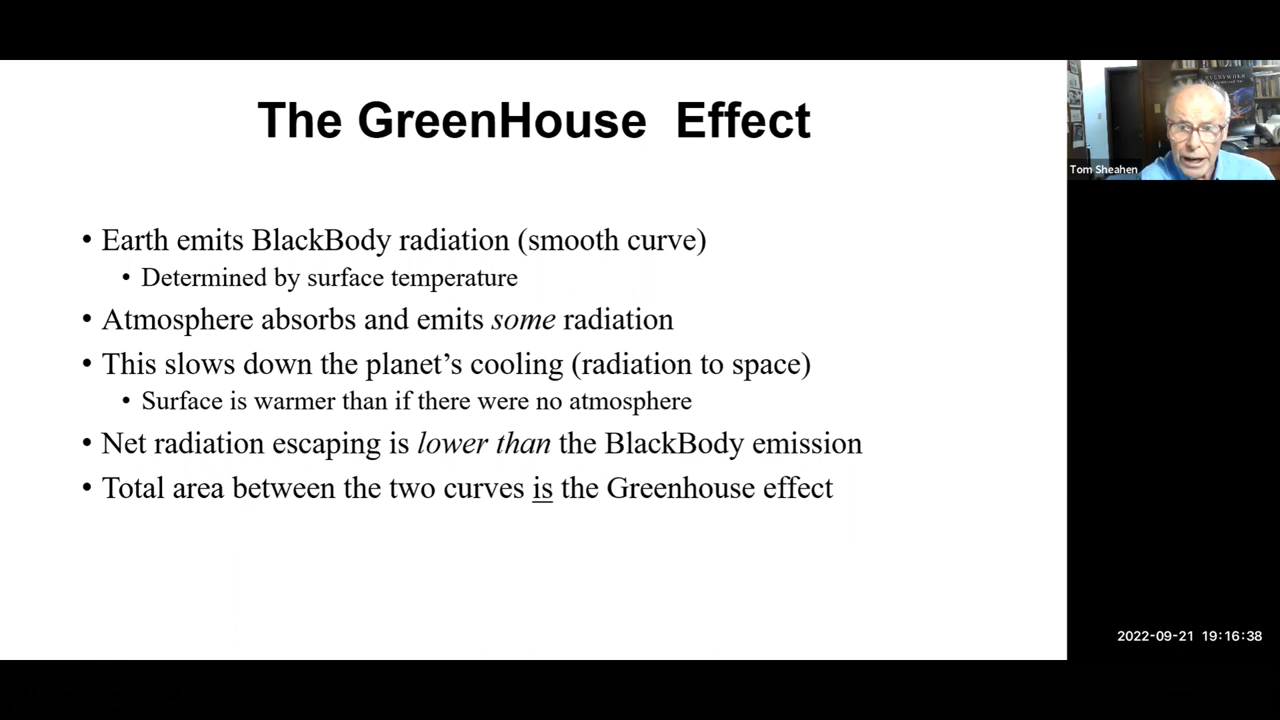 The GreenHouse Effect
• Earth emits BlackBody radiation (smooth curve)
• Determined by surface temperature
• Atmosphere absorbs and emits some radiation
• This slows down the planet’s cooling (radiation to space)
• Surface is warmer than if there were no atmosphere
• Net radiation escaping is lower than the BlackBody emission
• Total area between the two curves is the Greenhouse effect
Tom Sheahen
2022-09-21 19:16:38